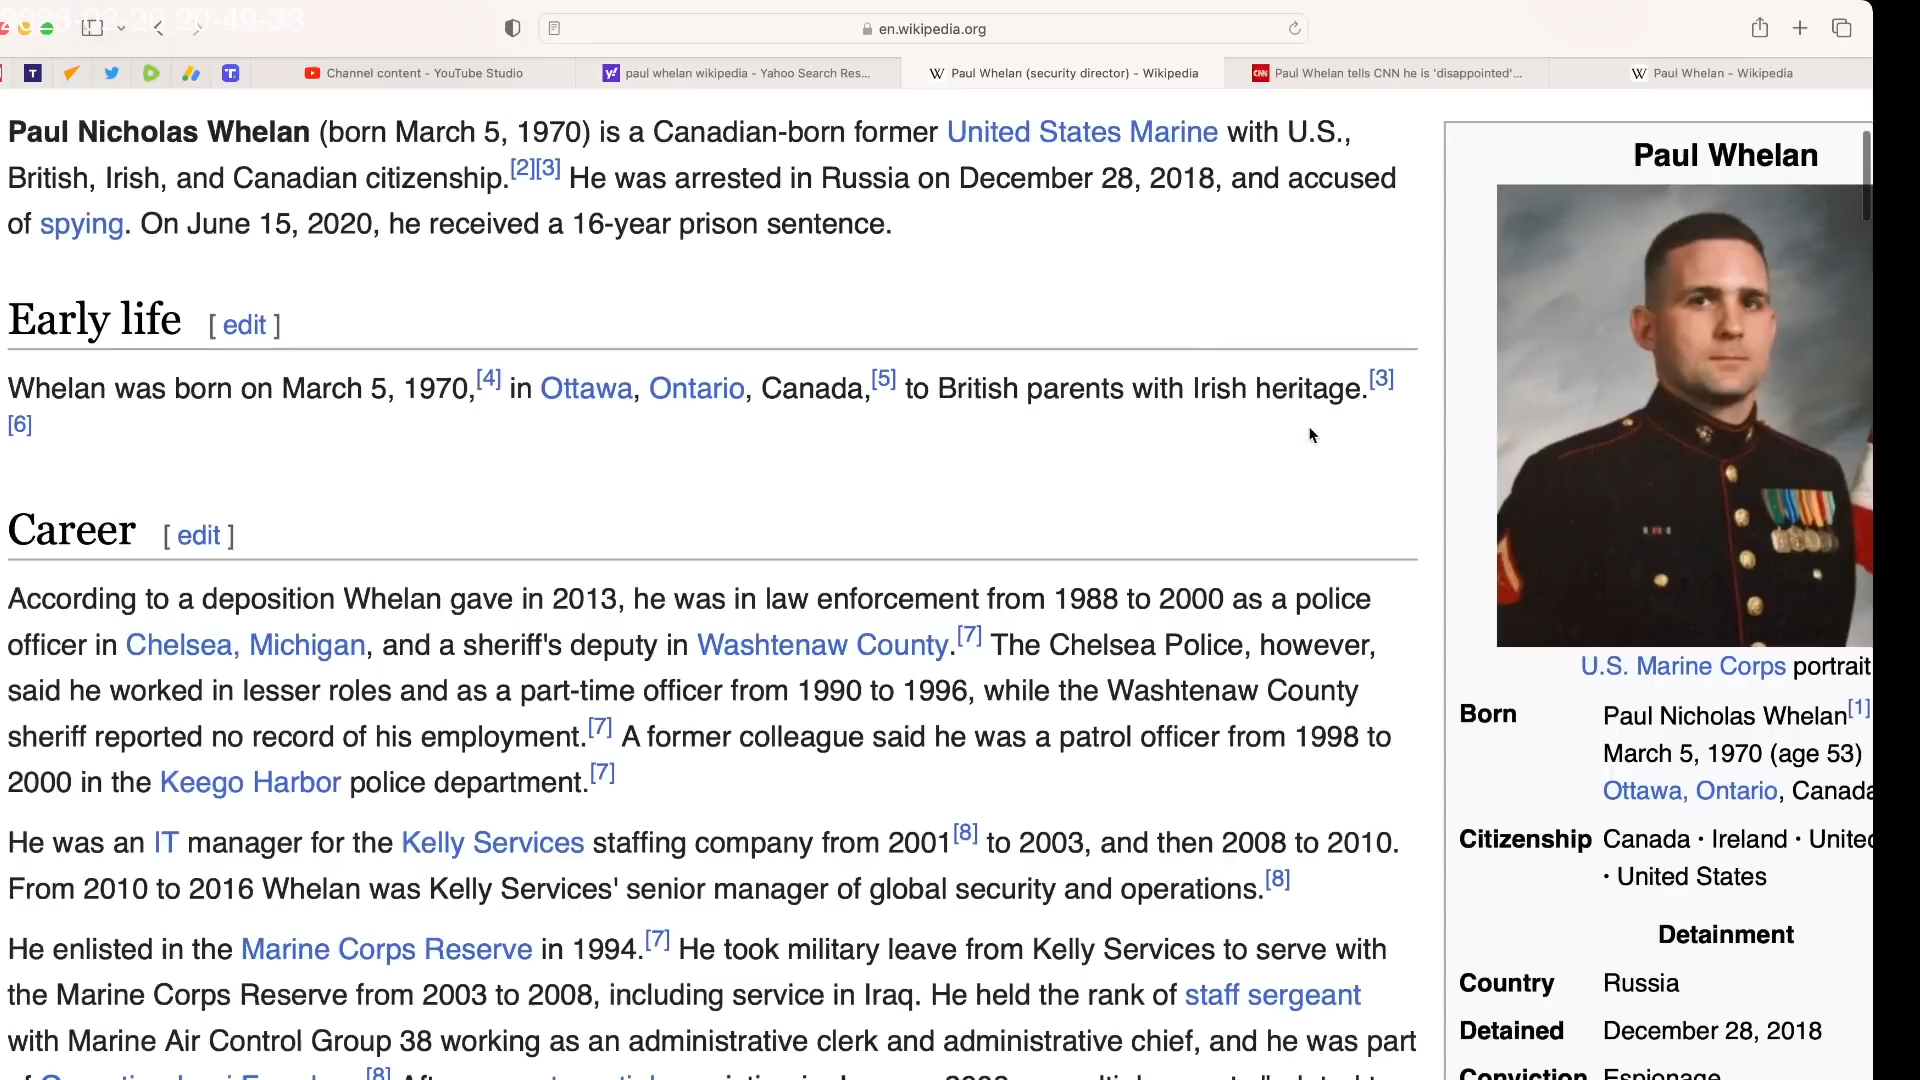 2023-02-20 20-49-33
en.wikipedia.org
Channel content - YouTube Studio
paul whelan wikipedia - Yahoo Search Res...
Paul Whelan (security director) - Wikipedia
Paul Whelan tells CNN he is 'disappointed'...
Paul Whelan - Wikipedia
Paul Nicholas Whelan (born March 5, 1970) is a Canadian-born former United States Marine with U.S.,
British, Irish, and Canadian citizenship.[2][3] He was arrested in Russia on December 28, 2018, and accused
of spying. On June 15, 2020, he received a 16-year prison sentence.
Early life [ edit ]
Whelan was born on March 5, 1970,[4] in Ottawa, Ontario, Canada,[5] to British parents with Irish heritage.[3]
[6]
Career [ edit ]
According to a deposition Whelan gave in 2013, he was in law enforcement from 1988 to 2000 as a police
officer in Chelsea, Michigan, and a sheriff's deputy in Washtenaw County.[7] The Chelsea Police, however,
said he worked in lesser roles and as a part-time officer from 1990 to 1996, while the Washtenaw County
sheriff reported no record of his employment.[7] A former colleague said he was a patrol officer from 1998 to
2000 in the Keego Harbor police department.[7]
He was an IT manager for the Kelly Services staffing company from 2001[8] to 2003, and then 2008 to 2010.
From 2010 to 2016 Whelan was Kelly Services' senior manager of global security and operations.[8]
He enlisted in the Marine Corps Reserve in 1994.[7] He took military leave from Kelly Services to serve with
the Marine Corps Reserve from 2003 to 2008, including service in Iraq. He held the rank of staff sergeant
with Marine Air Control Group 38 working as an administrative clerk and administrative chief, and he was part
Paul Whelan
U.S. Marine Corps portrait
Born Paul Nicholas Whelan[1]
March 5, 1970 (age 53)
Ottawa, Ontario, Canada
Citizenship Canada · Ireland · United
· United States
Detainment
Country Russia
Detained December 28, 2018
Conviction Espionage